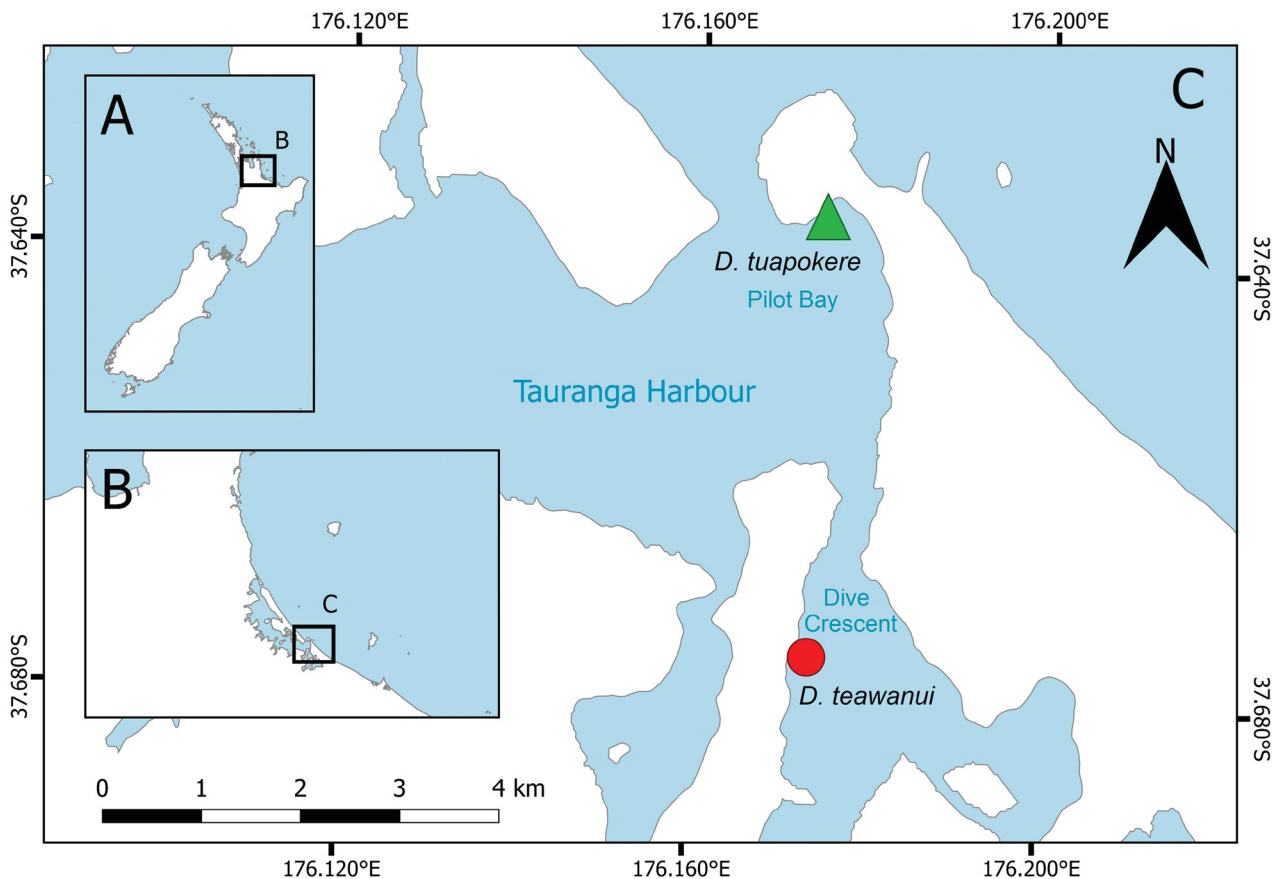 176.120°E
176.160°E
176.200°E
A
B
C
N
37.640°S
37.640°S
D. tuapokere
Pilot Bay
Tauranga Harbour
B
C
Dive
Crescent
D. teawanui
37.680°S
37.680°S
0 1 2 3 4 km
176.120°E
176.160°E
176.200°E